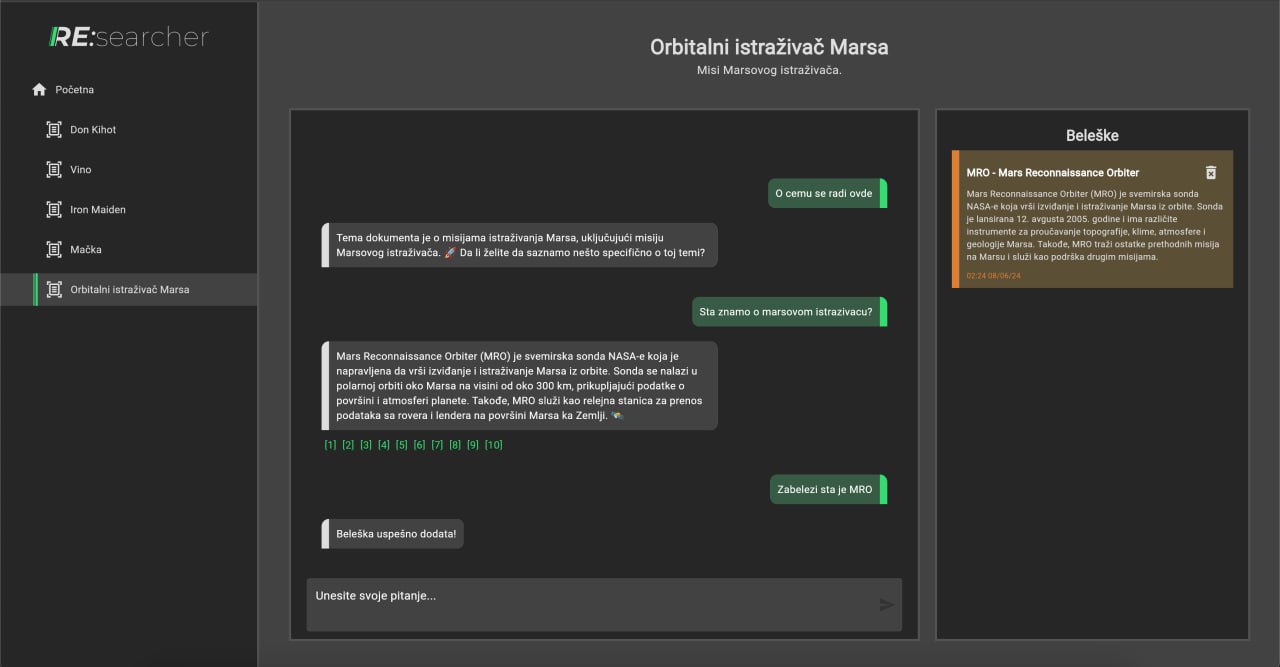 RE:searcher
Početna
Don Kihot
Vino
Iron Maiden
Mačka
Orbitalni istraživač Marsa
Orbitalni istraživač Marsa
Misi Marsovog istraživača.
O cemu se radi ovde
Tema dokumenta je o misijama istraživanja Marsa, uključujući misiju
Marsovog istraživača. 🚀 Da li želite da saznamo nešto specifično o toj temi?
Sta znamo o marsovom istrazivacu?
Mars Reconnaissance Orbiter (MRO) je svemirska sonda NASA-e koja je
napravljena da vrši izviđanje i istraživanje Marsa iz orbite. Sonda se nalazi u
polarnoj orbiti oko Marsa na visini od oko 300 km, prikupljajući podatke o
površini i atmosferi planete. Takođe, MRO služi kao relejna stanica za prenos
podataka sa rovera i lendera na površini Marsa ka Zemlji. 🛰️
[1] [2] [3] [4] [5] [6] [7] [8] [9] [10]
Zabelezi sta je MRO
Beleška uspešno dodata!
Unesite svoje pitanje...
Beleške
MRO - Mars Reconnaissance Orbiter
Mars Reconnaissance Orbiter (MRO) je svemirska sonda
NASA-e koja vrši izviđanje i istraživanje Marsa iz orbite. Sonda
je lansirana 12. avgusta 2005. godine i ima različite
instrumente za proučavanje topografije, klime, atmosfere i
geologije Marsa. Takođe, MRO traži ostatke prethodnih misija
na Marsu i služi kao podrška drugim misijama.
02:24 08/06/24